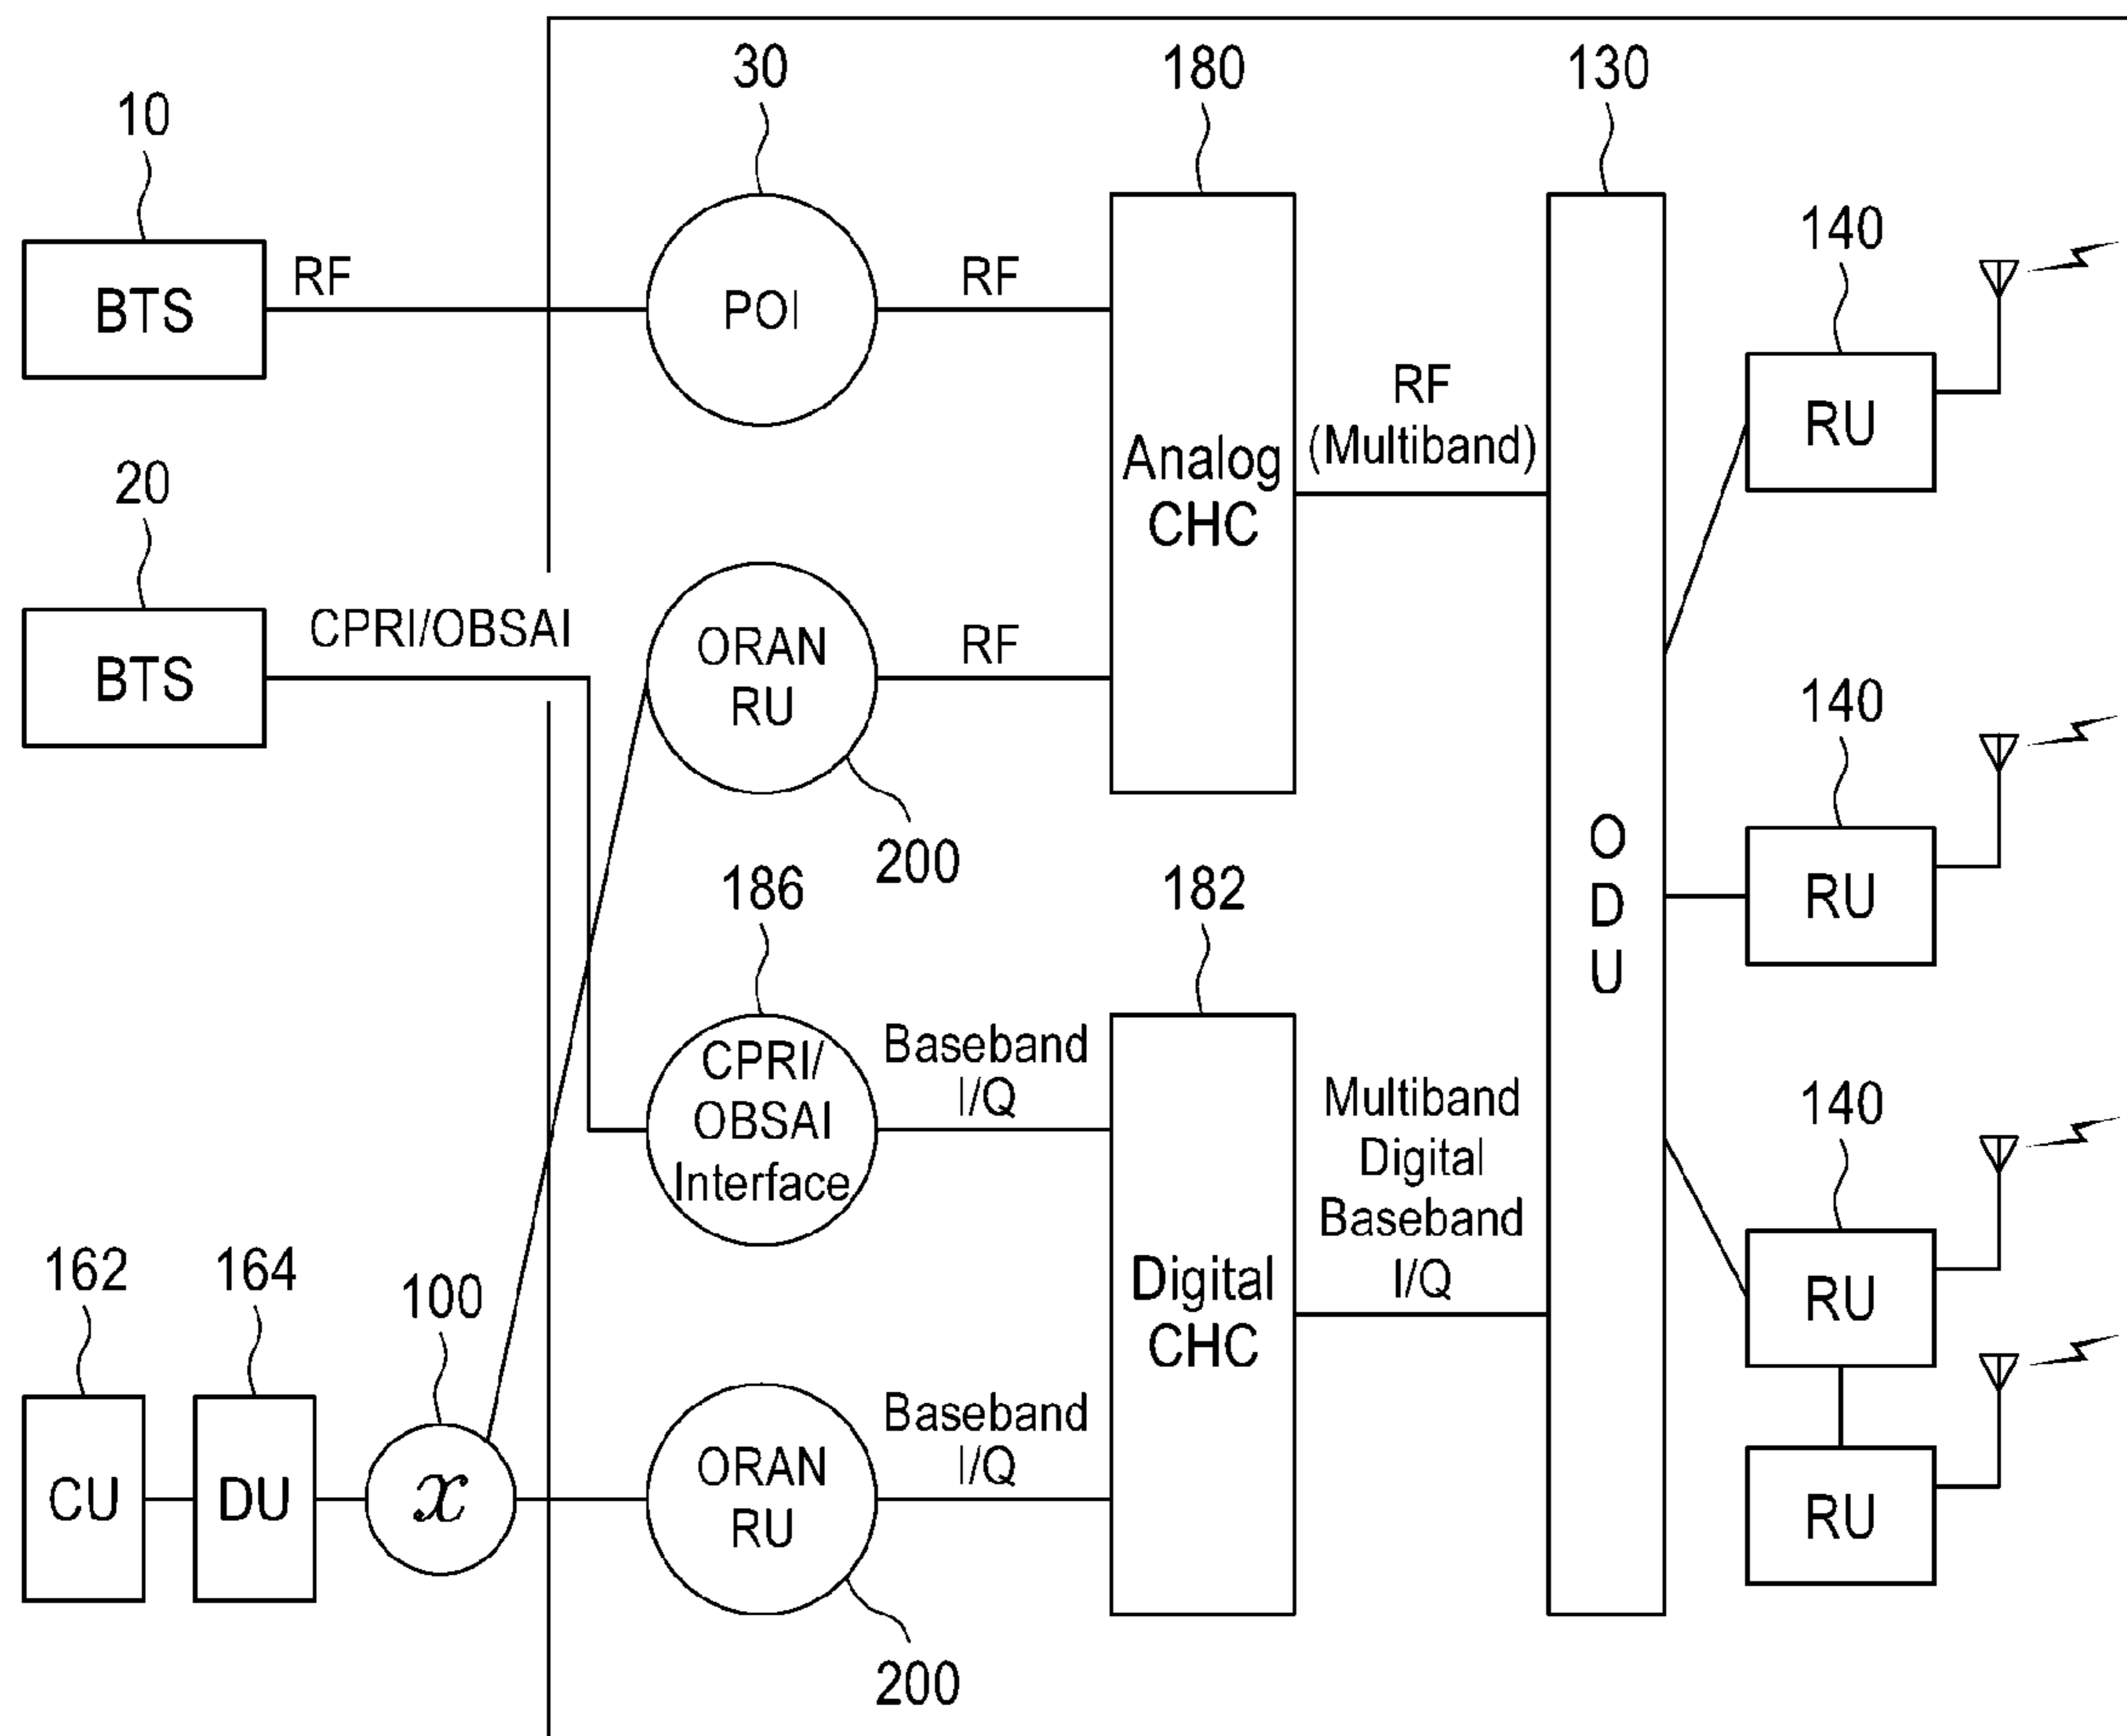 30
180
130
10
140
BTS
RF
POI
RF
RF
(Multiband)
RU
Analog
CHC
20
CPRI/OBSAI
BTS
ORAN
RU
RF
200
140
RU
O
D
U
186
182
CPRI/
OBSAI
Interface
Baseband
I/Q
Multiband
Digital
Baseband
I/Q
140
RU
162
164
100
Digital
CHC
CU
DU
x
ORAN
RU
Baseband
I/Q
RU
200